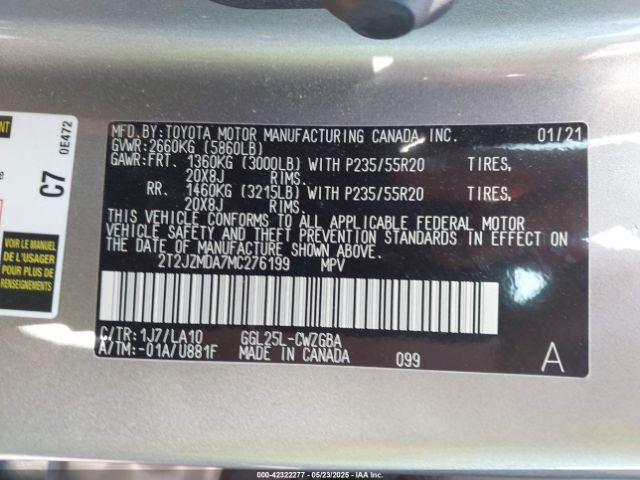 MFD.BY:TOYOTA MOTOR MANUFACTURING CANADA, INC. 01/21
GVWR:2660KG (5860LB)
GAWR:FRT. 1360KG (3000LB) WITH P235/55R20 TIRES,
20X8J RIMS.
RR. 1460KG (3215LB) WITH P235/55R20 TIRES,
20X8J RIMS.
THIS VEHICLE CONFORMS TO ALL APPLICABLE FEDERAL MOTOR
VEHICLE SAFETY AND THEFT PREVENTION STANDARDS IN EFFECT ON
THE DATE OF MANUFACTURE SHOWN ABOVE.
2T2JZMDA7MC276199 MPV
C/TR:1J7/LA10 GGL25L-CWZGBA
A/TM:-01A/U881F MADE IN CANADA 099 A
C7
0E472
VOIR LE MANUEL
DE L'USAGER
POUR PLUS DE
RENSEIGNEMENTS
IAA - 42322277 - 05/23/2025 - IAAI.COM